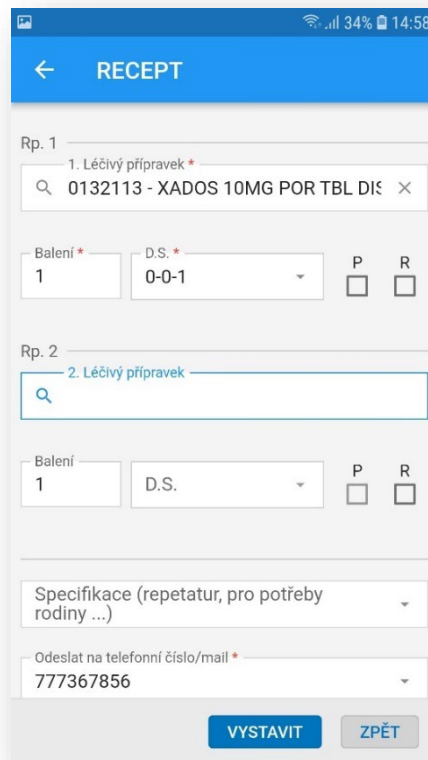 34% 14:58
RECEPT
Rp. 1
1. Léčivý přípravek *
0132113 - XADOS 10MG POR TBL DIS
Balení * D.S. * P R
1 0-0-1
Rp. 2
2. Léčivý přípravek
Balení P R
1 D.S.
Specifikace (repetatur, pro potřeby
rodiny ...)
Odeslat na telefonní číslo/mail *
777367856
VYSTAVIT ZPĚT